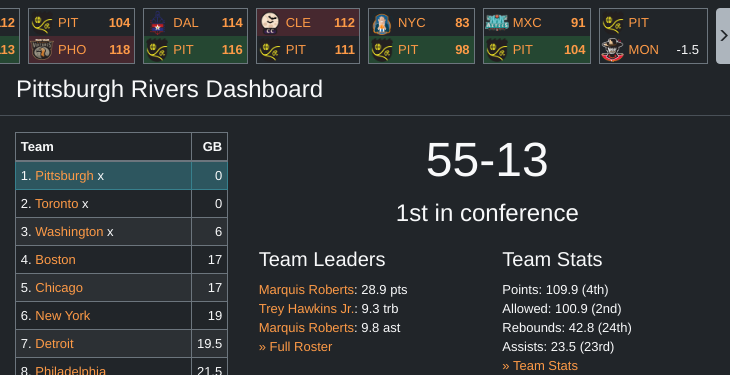 12 PIT 104 DAL 114 CLE 112 NYC 83 MXC 91 PIT
13 PHO 118 PIT 116 PIT 111 PIT 98 PIT 104 MON -1.5
Pittsburgh Rivers Dashboard
Team GB
1. Pittsburgh x 0
2. Toronto x 0
3. Washington x 6
4. Boston 17
5. Chicago 17
6. New York 19
7. Detroit 19.5
8. Philadelphia 21.5
55-13
1st in conference
Team Leaders
Marquis Roberts: 28.9 pts
Trey Hawkins Jr.: 9.3 trb
Marquis Roberts: 9.8 ast
» Full Roster
Team Stats
Points: 109.9 (4th)
Allowed: 100.9 (2nd)
Rebounds: 42.8 (24th)
Assists: 23.5 (23rd)
» Team Stats